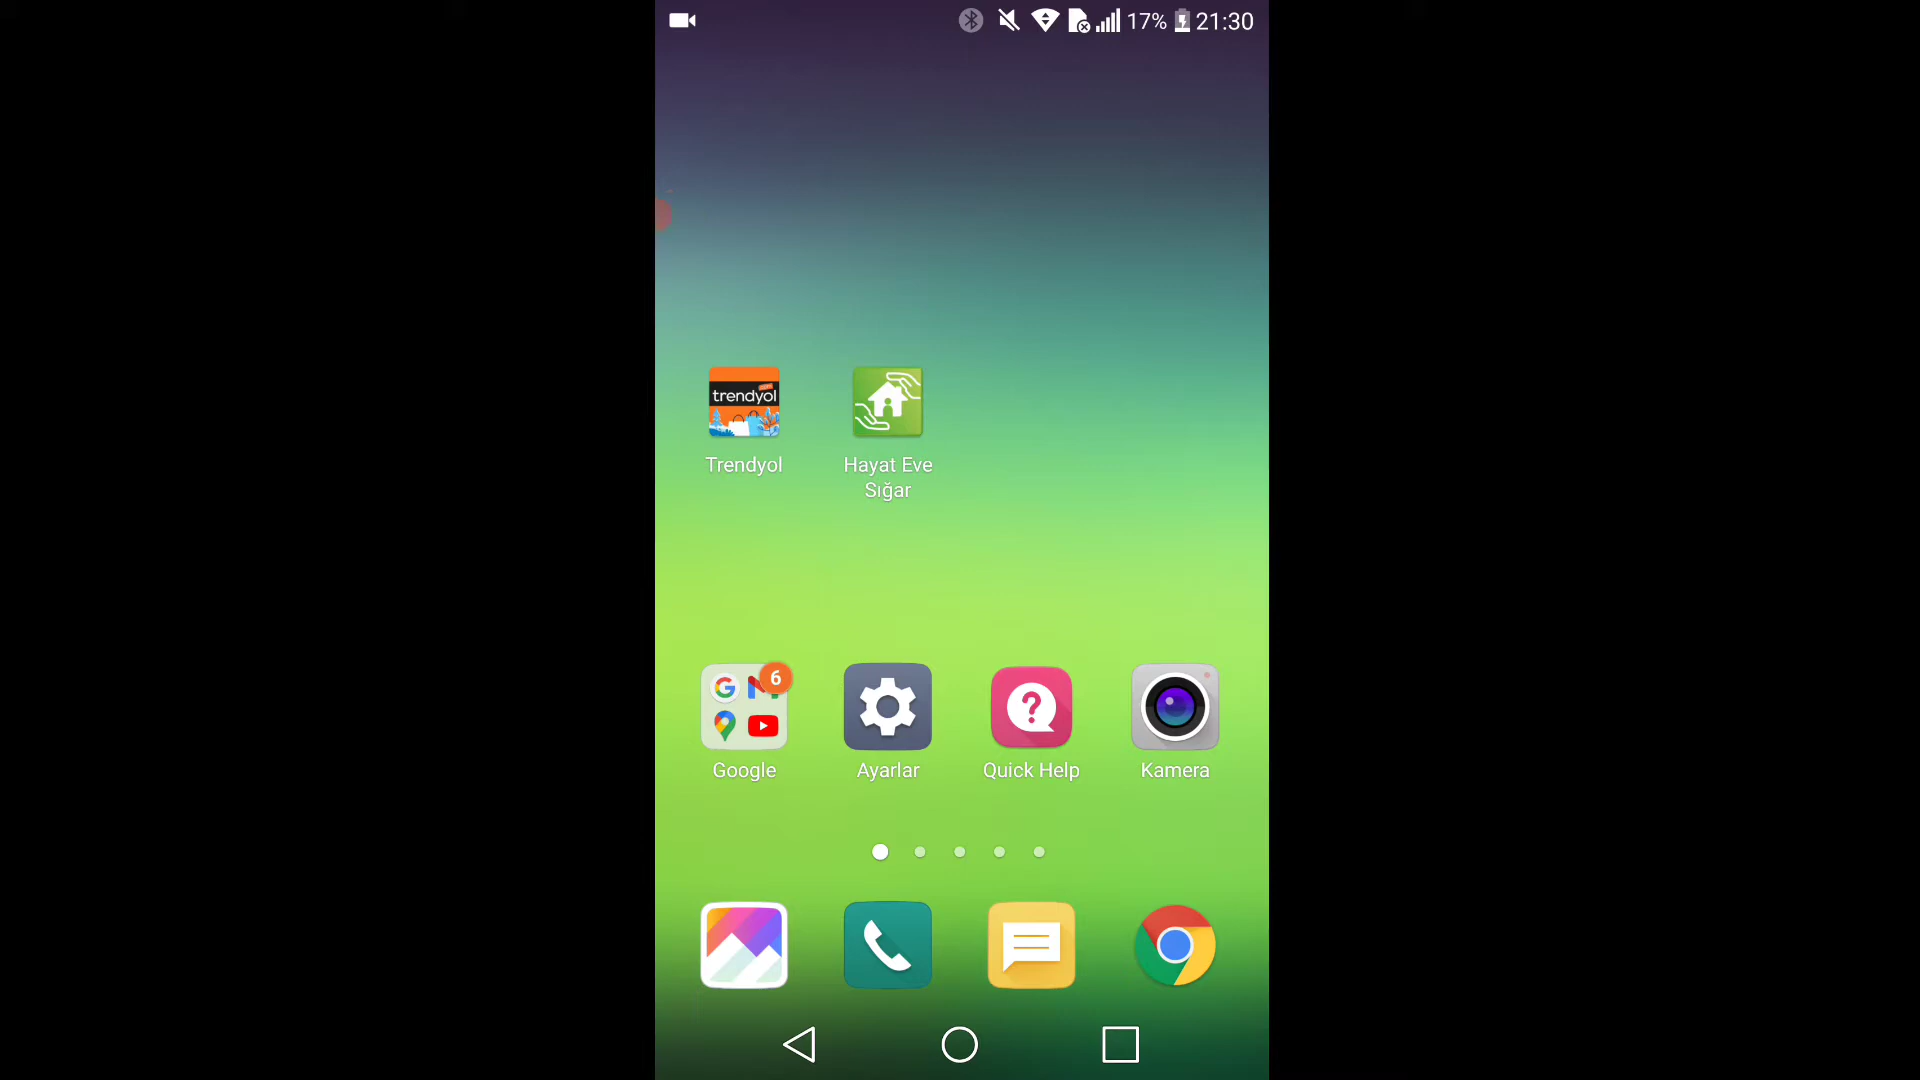 17% 21:30
trendyol
Trendyol
Hayat Eve
Sığar
6
Google
Ayarlar
Quick Help
Kamera